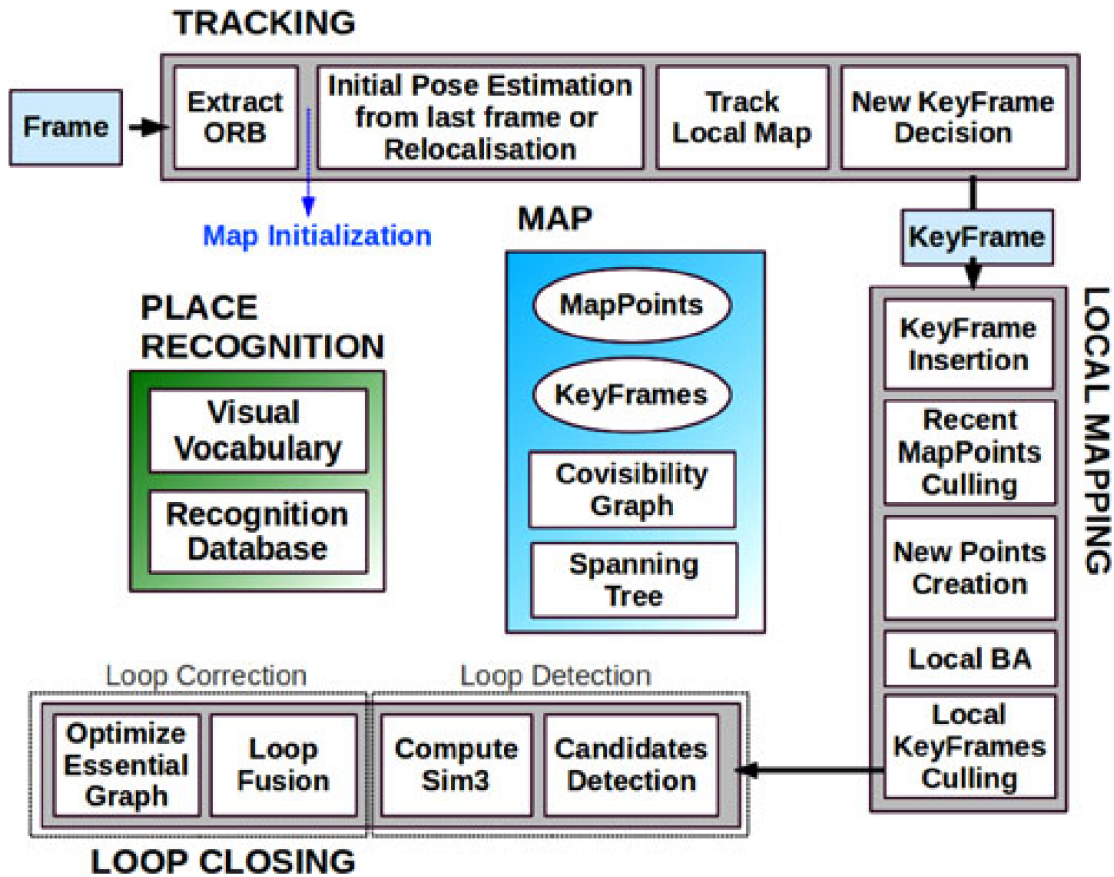 TRACKING
Frame
Extract
ORB
Initial Pose Estimation
from last frame or
Relocalisation
Track
Local Map
New KeyFrame
Decision
Map Initialization
KeyFrame
MAP
MapPoints
KeyFrames
Covisibility
Graph
Spanning
Tree
PLACE
RECOGNITION
Visual
Vocabulary
Recognition
Database
LOCAL MAPPING
KeyFrame
Insertion
Recent
MapPoints
Culling
New Points
Creation
Local BA
Local
KeyFrames
Culling
Loop Correction
Loop Detection
Optimize
Essential
Graph
Loop
Fusion
Compute
Sim3
Candidates
Detection
LOOP CLOSING